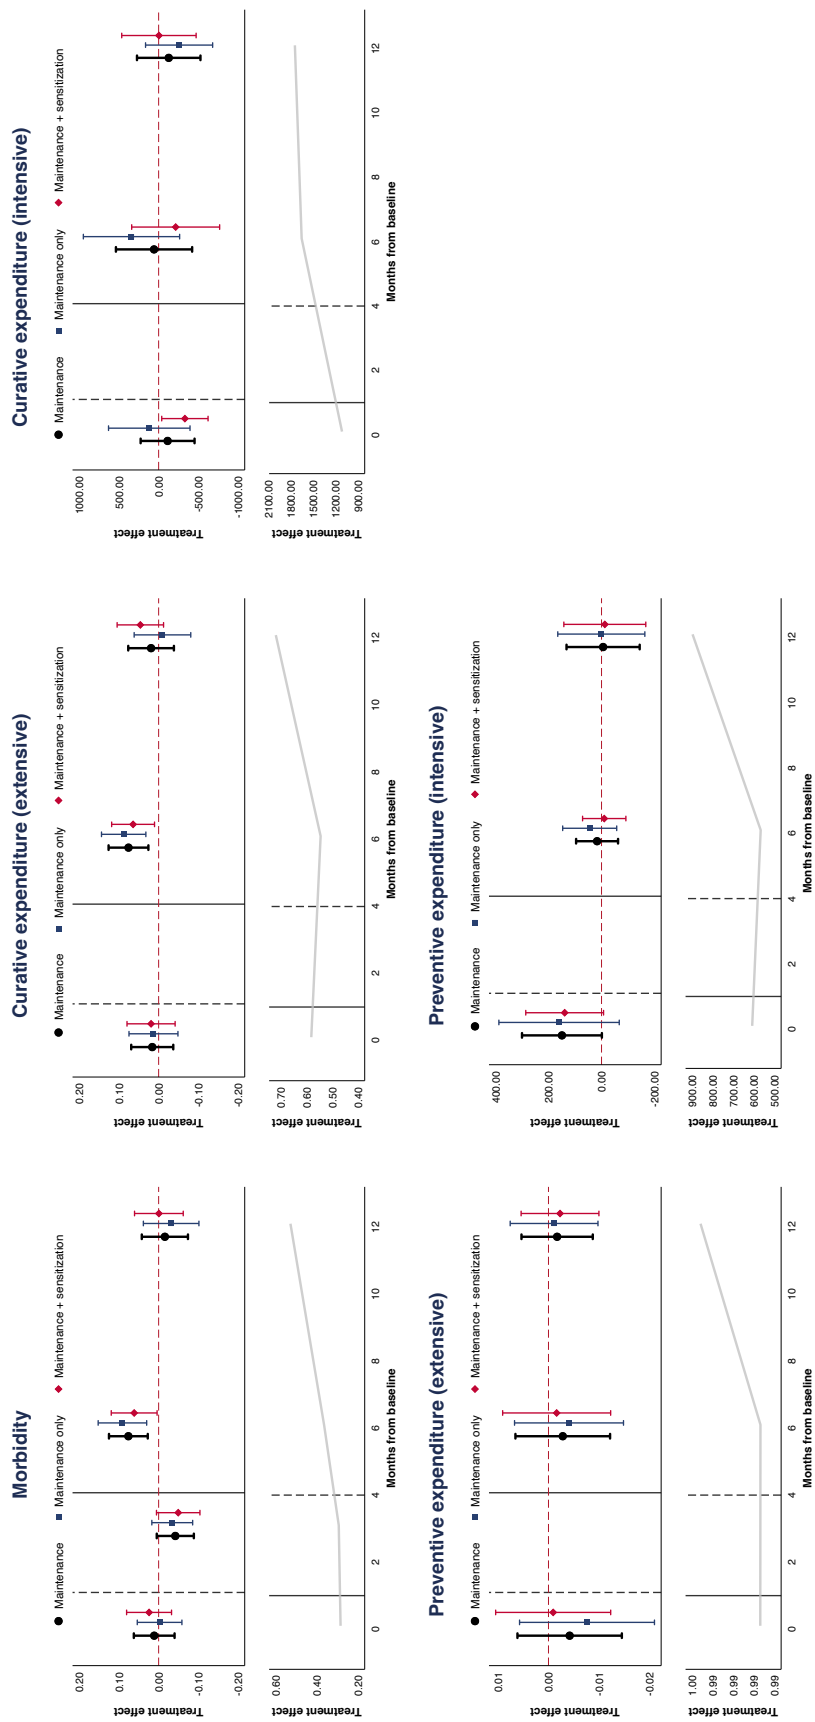 Morbidity
Maintenance Maintenance only Maintenance + sensitization
Treatment effect
0.20
0.10
0.00
-0.10
-0.20
Treatment effect
0.60
0.40
0.20
0 2 4 6 8 10 12
Months from baseline
Curative expenditure (extensive)
Maintenance Maintenance only Maintenance + sensitization
Treatment effect
0.20
0.10
0.00
-0.10
-0.20
Treatment effect
0.70
0.60
0.50
0.40
0 2 4 6 8 10 12
Months from baseline
Curative expenditure (intensive)
Maintenance Maintenance only Maintenance + sensitization
Treatment effect
1000.00
500.00
0.00
-500.00
-1000.00
Treatment effect
2100.00
1800.00
1500.00
1200.00
900.00
0 2 4 6 8 10 12
Months from baseline
Preventive expenditure (extensive)
Maintenance Maintenance only Maintenance + sensitization
Treatment effect
0.01
0.00
-0.01
-0.02
Treatment effect
1.00
0.99
0.99
0.99
0.99
0 2 4 6 8 10 12
Months from baseline
Preventive expenditure (intensive)
Maintenance Maintenance only Maintenance + sensitization
Treatment effect
400.00
200.00
0.00
-200.00
Treatment effect
900.00
800.00
700.00
600.00
500.00
0 2 4 6 8 10 12
Months from baseline